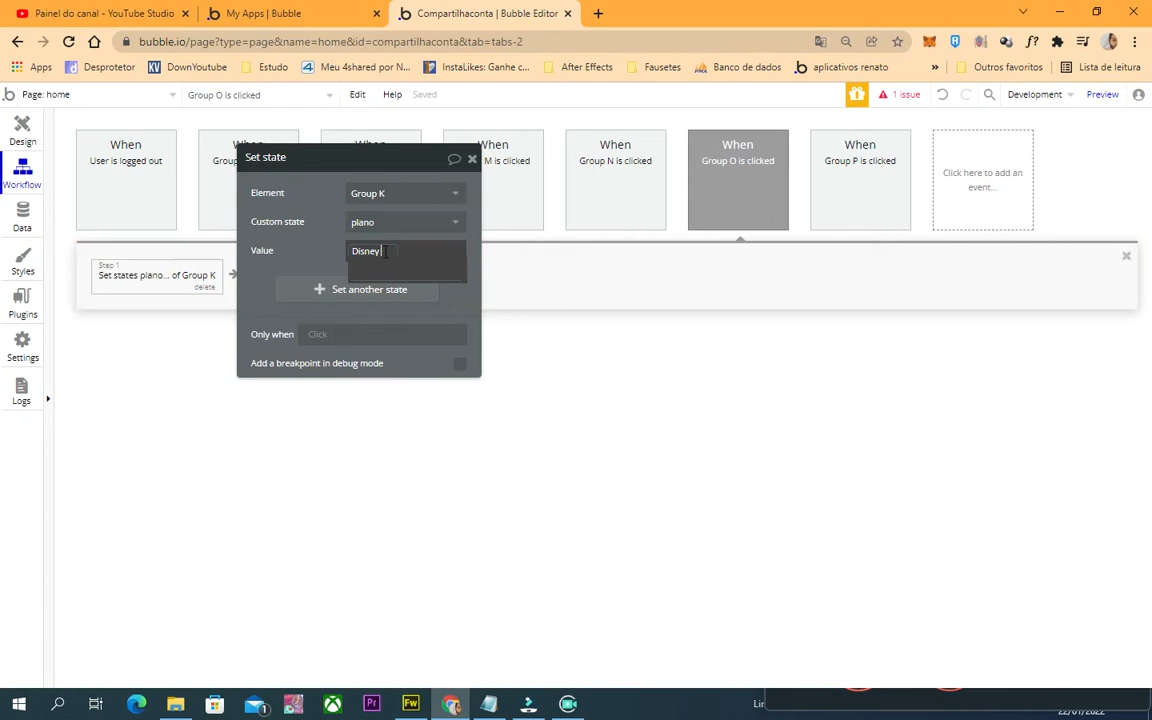 Painel do canal - YouTube Studio
My Apps | Bubble
Compartilhaconta | Bubble Editor
bubble.io/page?type=page&name=home&id=compartilhaconta&tab=tabs-2
Apps
Desprotetor
DownYoutube
Estudo
Meu 4shared por N...
InstaLikes: Ganhe c...
After Effects
Fausetes
Banco de dados
aplicativos renato
»
Outros favoritos
Lista de leitura
Page: home
Group O is clicked
Edit
Help
Saved
1 issue
Development
Preview
Design
Workflow
Data
Styles
Plugins
Settings
Logs
When
User is logged out
When
M is clicked
When
Group N is clicked
When
Group O is clicked
When
Group P is clicked
Click here to add an
event...
Step 1
Set states plano... of Group K
delete
Set state
Element
Group K
Custom state
plano
Value
Disney
Set another state
Only when
Click
Add a breakpoint in debug mode
22/01/2022